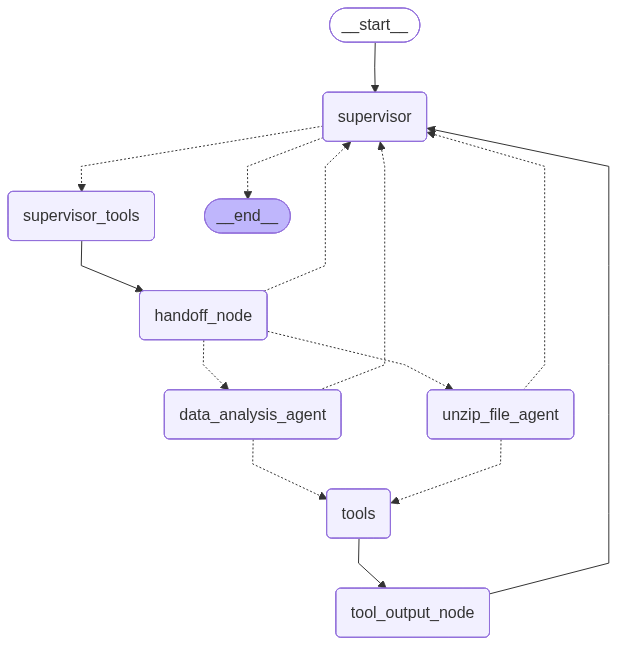 __start__
supervisor
supervisor_tools
__end__
handoff_node
data_analysis_agent
unzip_file_agent
tools
tool_output_node